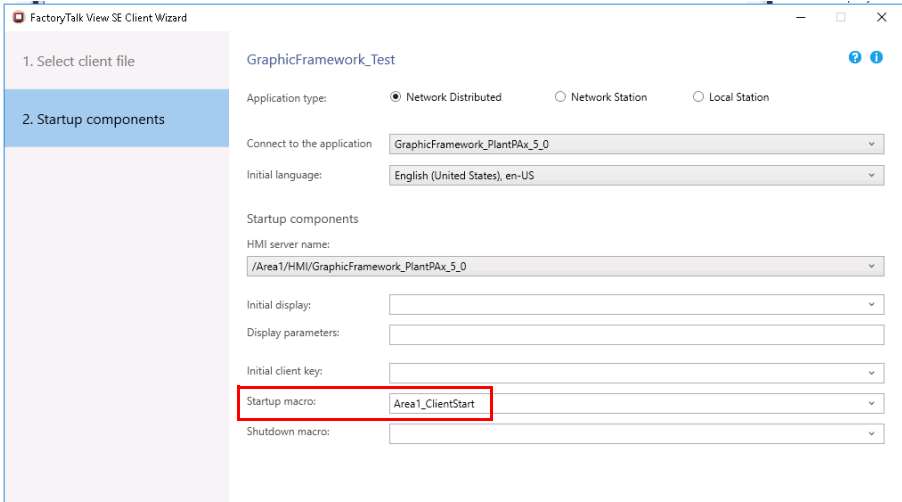 FactoryTalk View SE Client Wizard
1. Select client file
2. Startup components
GraphicFramework_Test
Application type: Network Distributed Network Station Local Station
Connect to the application GraphicFramework_PlantPAx_5_0
Initial language: English (United States), en-US
Startup components
HMI server name:
/Area1/HMI/GraphicFramework_PlantPAx_5_0
Initial display:
Display parameters:
Initial client key:
Startup macro: Area1_ClientStart
Shutdown macro: